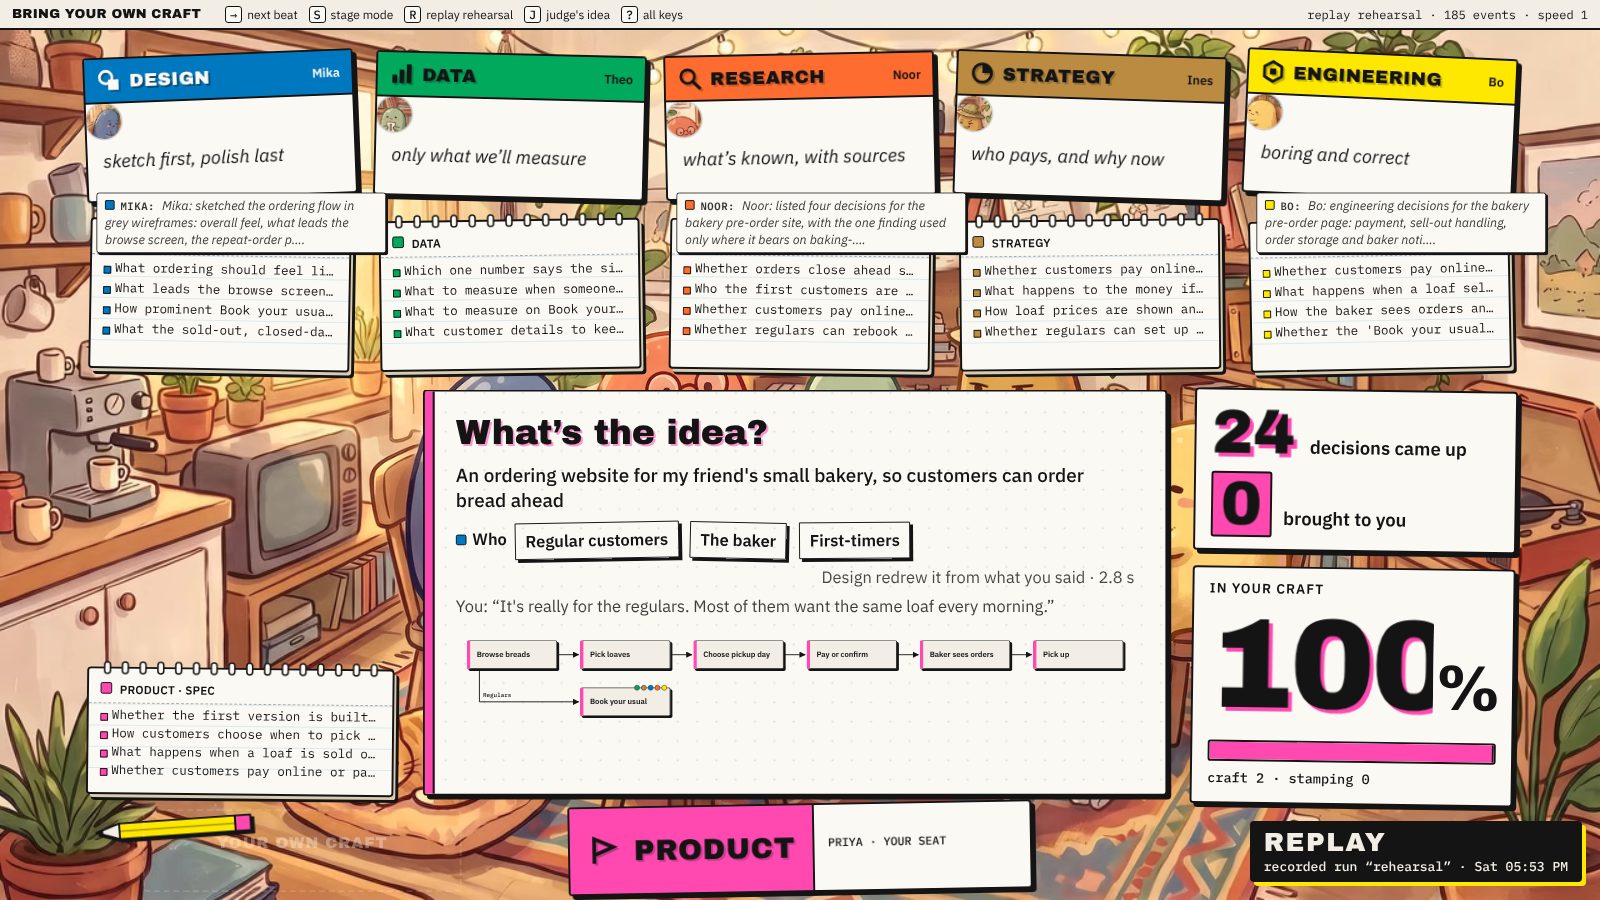 BRING YOUR OWN CRAFT → next beat S stage mode R replay rehearsal J judge's idea ? all keys replay rehearsal · 185 events · speed 1
DESIGN Mika
sketch first, polish last
DATA Theo
only what we'll measure
RESEARCH Noor
what's known, with sources
STRATEGY Ines
who pays, and why now
ENGINEERING Bo
boring and correct
MIKA: Mika: sketched the ordering flow in
grey wireframes: overall feel, what leads the
browse screen, the repeat-order p....
What ordering should feel li…
What leads the browse screen…
How prominent Book your usua…
What the sold-out, closed-da…
DATA
Which one number says the si…
What to measure when someone…
What to measure on Book your…
What customer details to kee…
NOOR: Noor: listed four decisions for the
bakery pre-order site, with the one finding used
only where it bears on baking-....
Whether orders close ahead s…
Who the first customers are …
Whether customers pay online…
Whether regulars can rebook …
STRATEGY
Whether customers pay online…
What happens to the money if…
How loaf prices are shown an…
Whether regulars can set up …
BO: Bo: engineering decisions for the bakery
pre-order page: payment, sell-out handling,
order storage and baker noti....
Whether customers pay online…
What happens when a loaf sel…
How the baker sees orders an…
Whether the 'Book your usual…
What's the idea?
An ordering website for my friend's small bakery, so customers can order
bread ahead
Who Regular customers The baker First-timers
Design redrew it from what you said · 2.8 s
You: “It's really for the regulars. Most of them want the same loaf every morning.”
Browse breads Pick loaves Choose pickup day Pay or confirm Baker sees orders Pick up
Regulars Book your usual
24 decisions came up
0 brought to you
IN YOUR CRAFT
100%
craft 2 · stamping 0
PRODUCT · SPEC
Whether the first version is built…
How customers choose when to pick …
What happens when a loaf is sold o…
Whether customers pay online or pa…
YOUR OWN CRAFT
PRODUCT PRIYA · YOUR SEAT
REPLAY
recorded run “rehearsal” · Sat 05:53 PM